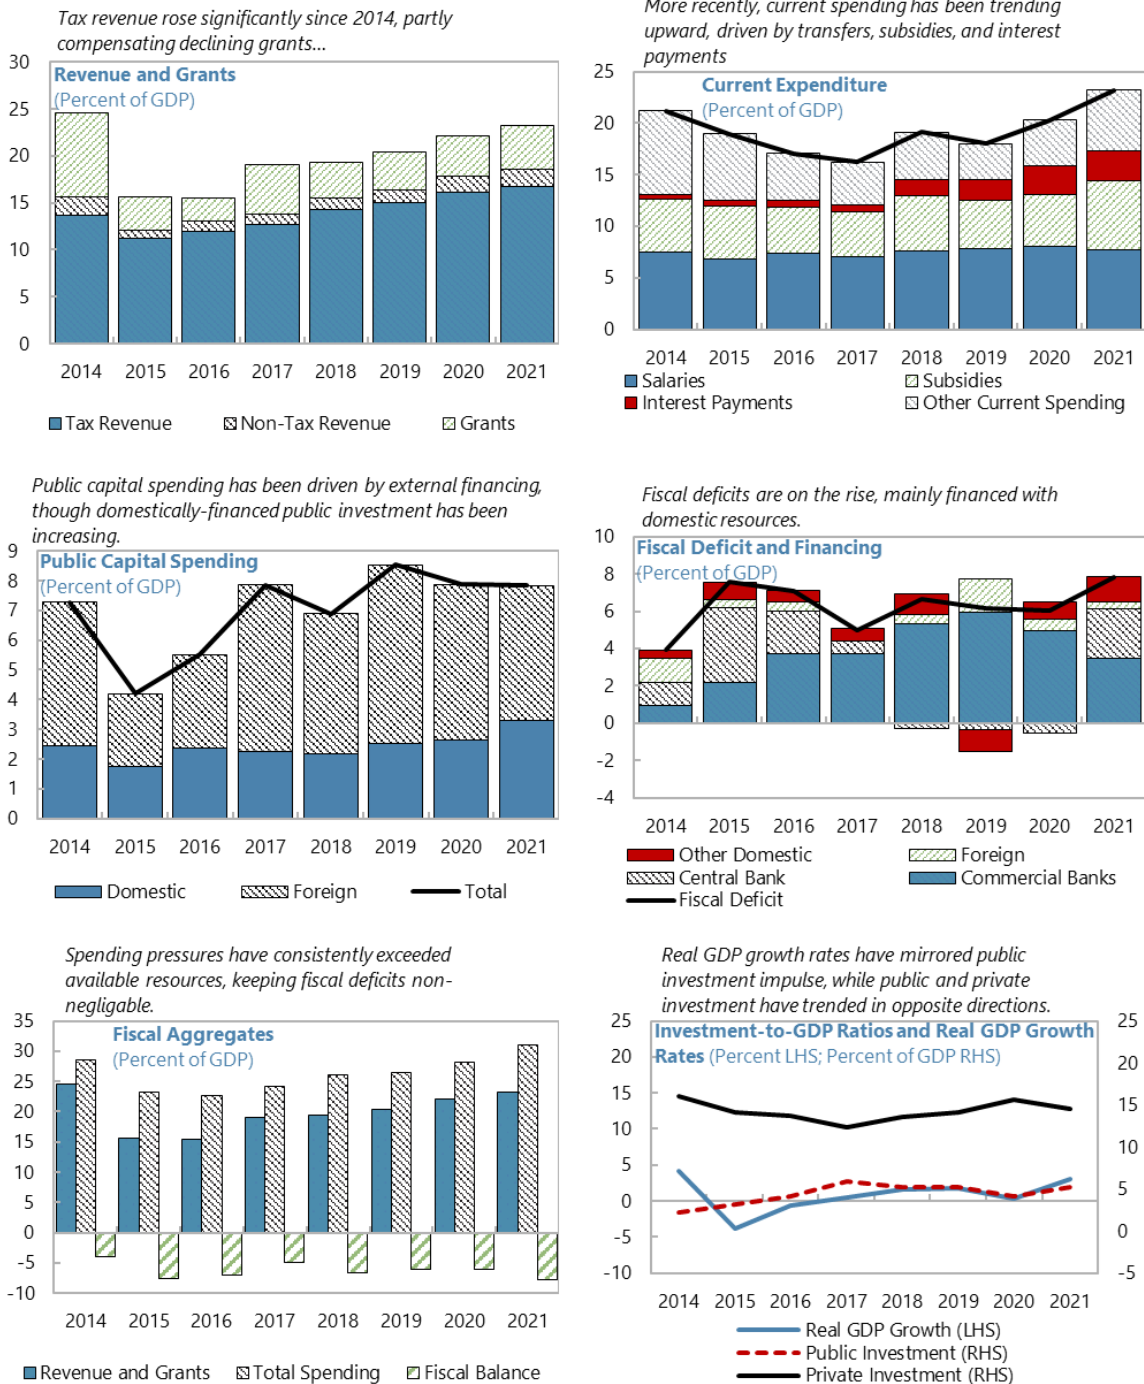 Tax revenue rose significantly since 2014, partly
compensating declining grants...
Revenue and Grants
(Percent of GDP)
30
25
20
15
10
5
0
2014 2015 2016 2017 2018 2019 2020 2021
Tax Revenue Non-Tax Revenue Grants
More recently, current spending has been trending
upward, driven by transfers, subsidies, and interest
payments
Current Expenditure
(Percent of GDP)
25
20
15
10
5
0
2014 2015 2016 2017 2018 2019 2020 2021
Salaries Subsidies
Interest Payments Other Current Spending
Public capital spending has been driven by external financing,
though domestically-financed public investment has been
increasing.
Public Capital Spending
(Percent of GDP)
9
8
7
6
5
4
3
2
1
0
2014 2015 2016 2017 2018 2019 2020 2021
Domestic Foreign Total
Fiscal deficits are on the rise, mainly financed with
domestic resources.
Fiscal Deficit and Financing
(Percent of GDP)
10
8
6
4
2
0
-2
-4
2014 2015 2016 2017 2018 2019 2020 2021
Other Domestic Foreign
Central Bank Commercial Banks
Fiscal Deficit
Spending pressures have consistently exceeded
available resources, keeping fiscal deficits non-
negligable.
Fiscal Aggregates
(Percent of GDP)
35
30
25
20
15
10
5
0
-5
-10
2014 2015 2016 2017 2018 2019 2020 2021
Revenue and Grants Total Spending Fiscal Balance
Real GDP growth rates have mirrored public
investment impulse, while public and private
investment have trended in opposite directions.
Investment-to-GDP Ratios and Real GDP Growth
Rates (Percent LHS; Percent of GDP RHS)
25
20
15
10
5
0
-5
-10
25
20
15
10
5
0
-5
2014 2015 2016 2017 2018 2019 2020 2021
Real GDP Growth (LHS)
Public Investment (RHS)
Private Investment (RHS)